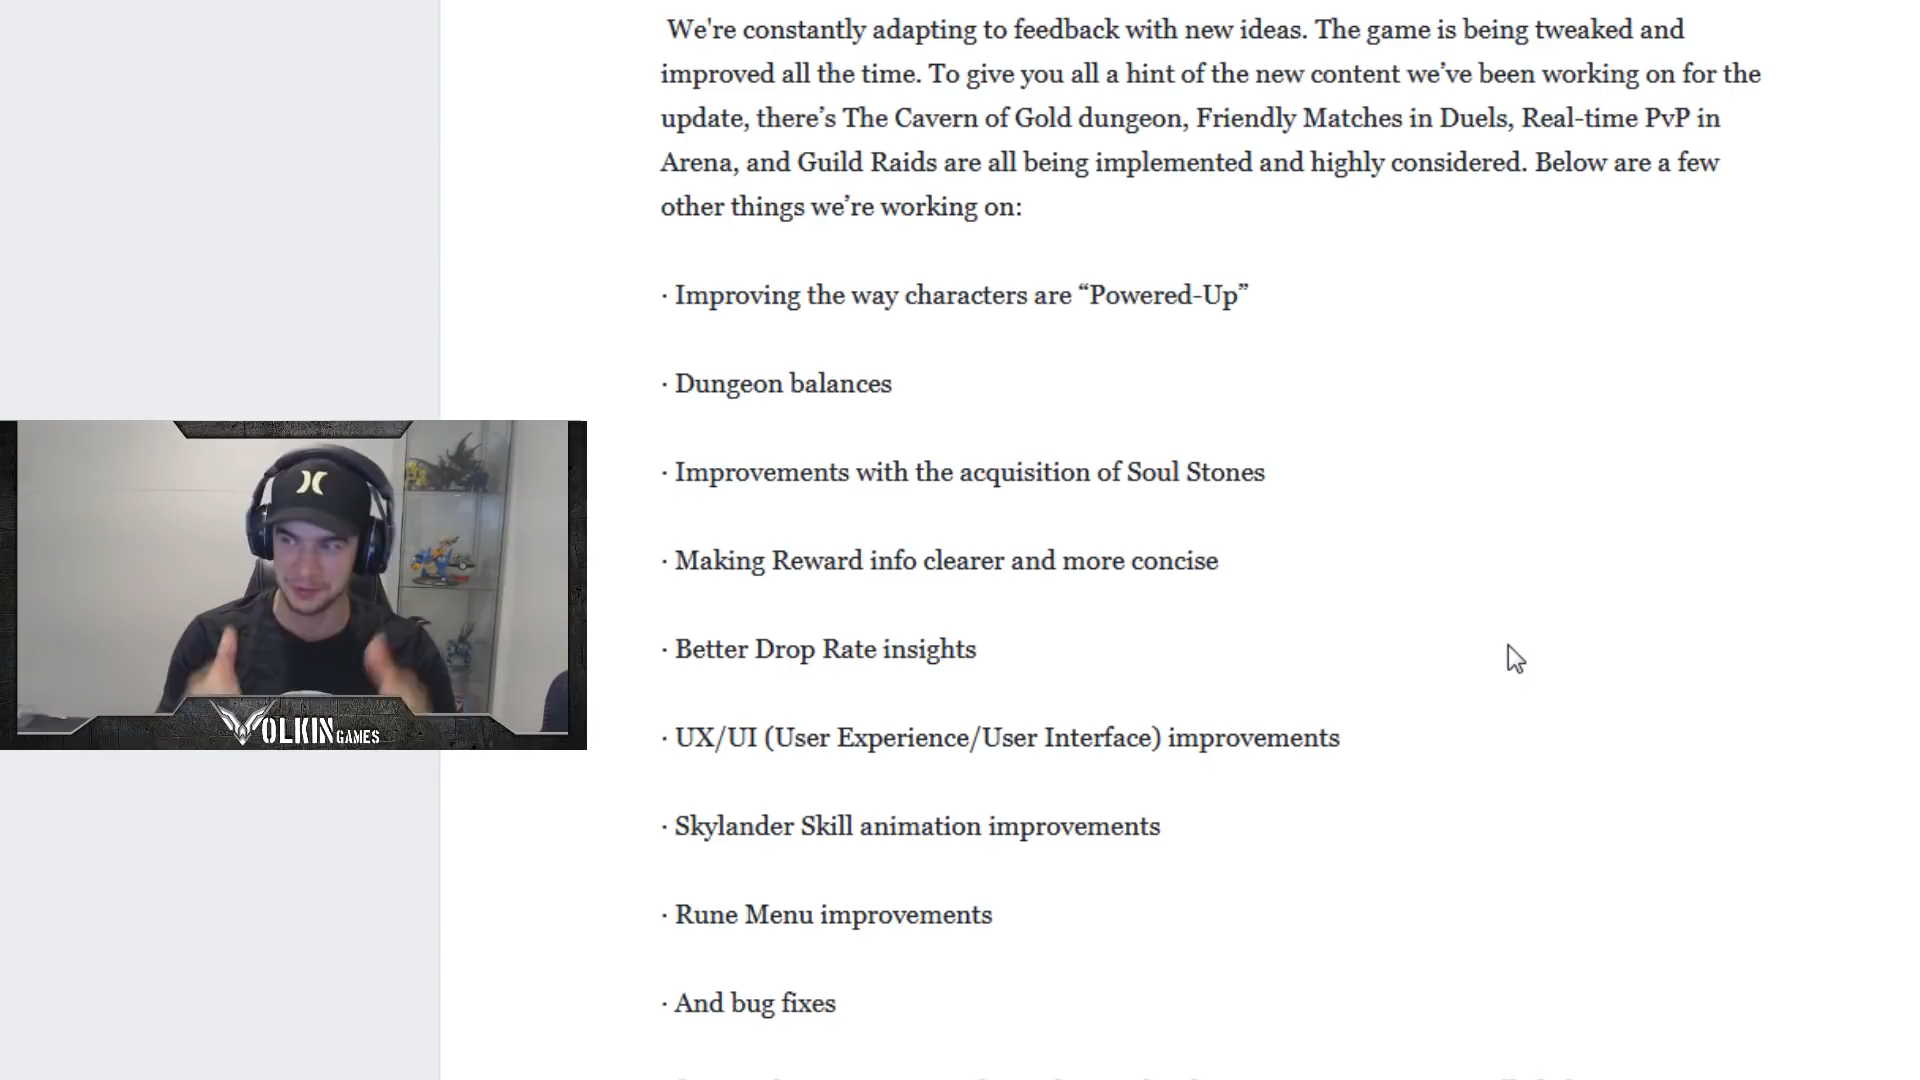 We're constantly adapting to feedback with new ideas. The game is being tweaked and
improved all the time. To give you all a hint of the new content we’ve been working on for the
update, there’s The Cavern of Gold dungeon, Friendly Matches in Duels, Real-time PvP in
Arena, and Guild Raids are all being implemented and highly considered. Below are a few
other things we’re working on:
· Improving the way characters are “Powered-Up”
· Dungeon balances
· Improvements with the acquisition of Soul Stones
· Making Reward info clearer and more concise
· Better Drop Rate insights
· UX/UI (User Experience/User Interface) improvements
· Skylander Skill animation improvements
· Rune Menu improvements
· And bug fixes
VOLKIN GAMES